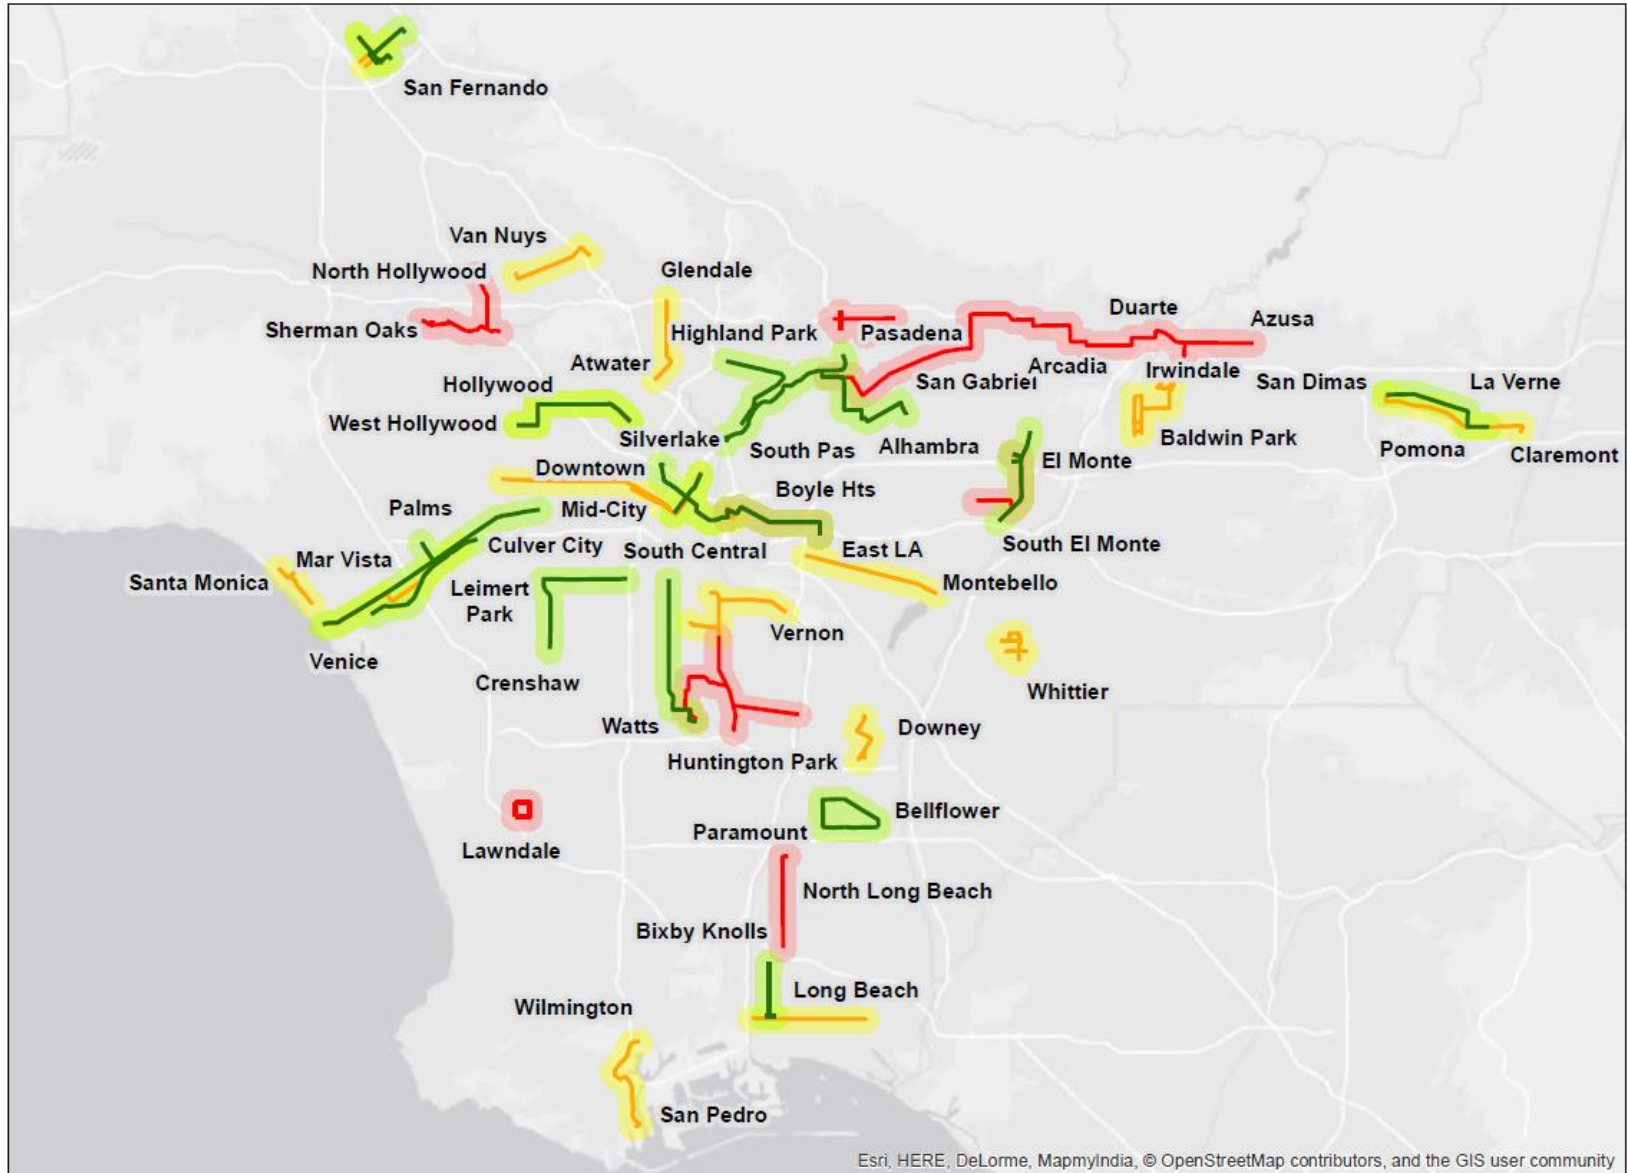 San Fernando
Van Nuys
North Hollywood
Glendale
Sherman Oaks
Highland Park
Pasadena
Duarte
Azusa
Atwater
Hollywood
San Gabriel
Arcadia
Irwindale
San Dimas
La Verne
West Hollywood
Silverlake
South Pas
Alhambra
Baldwin Park
Pomona
Claremont
Downtown
El Monte
Palms
Mid-City
Boyle Hts
Mar Vista
Culver City
South Central
East LA
South El Monte
Santa Monica
Leimert
Park
Montebello
Venice
Vernon
Crenshaw
Whittier
Watts
Downey
Huntington Park
Bellflower
Paramount
Lawndale
North Long Beach
Bixby Knolls
Long Beach
Wilmington
San Pedro
Esri, HERE, DeLorme, MapmyIndia, © OpenStreetMap contributors, and the GIS user community